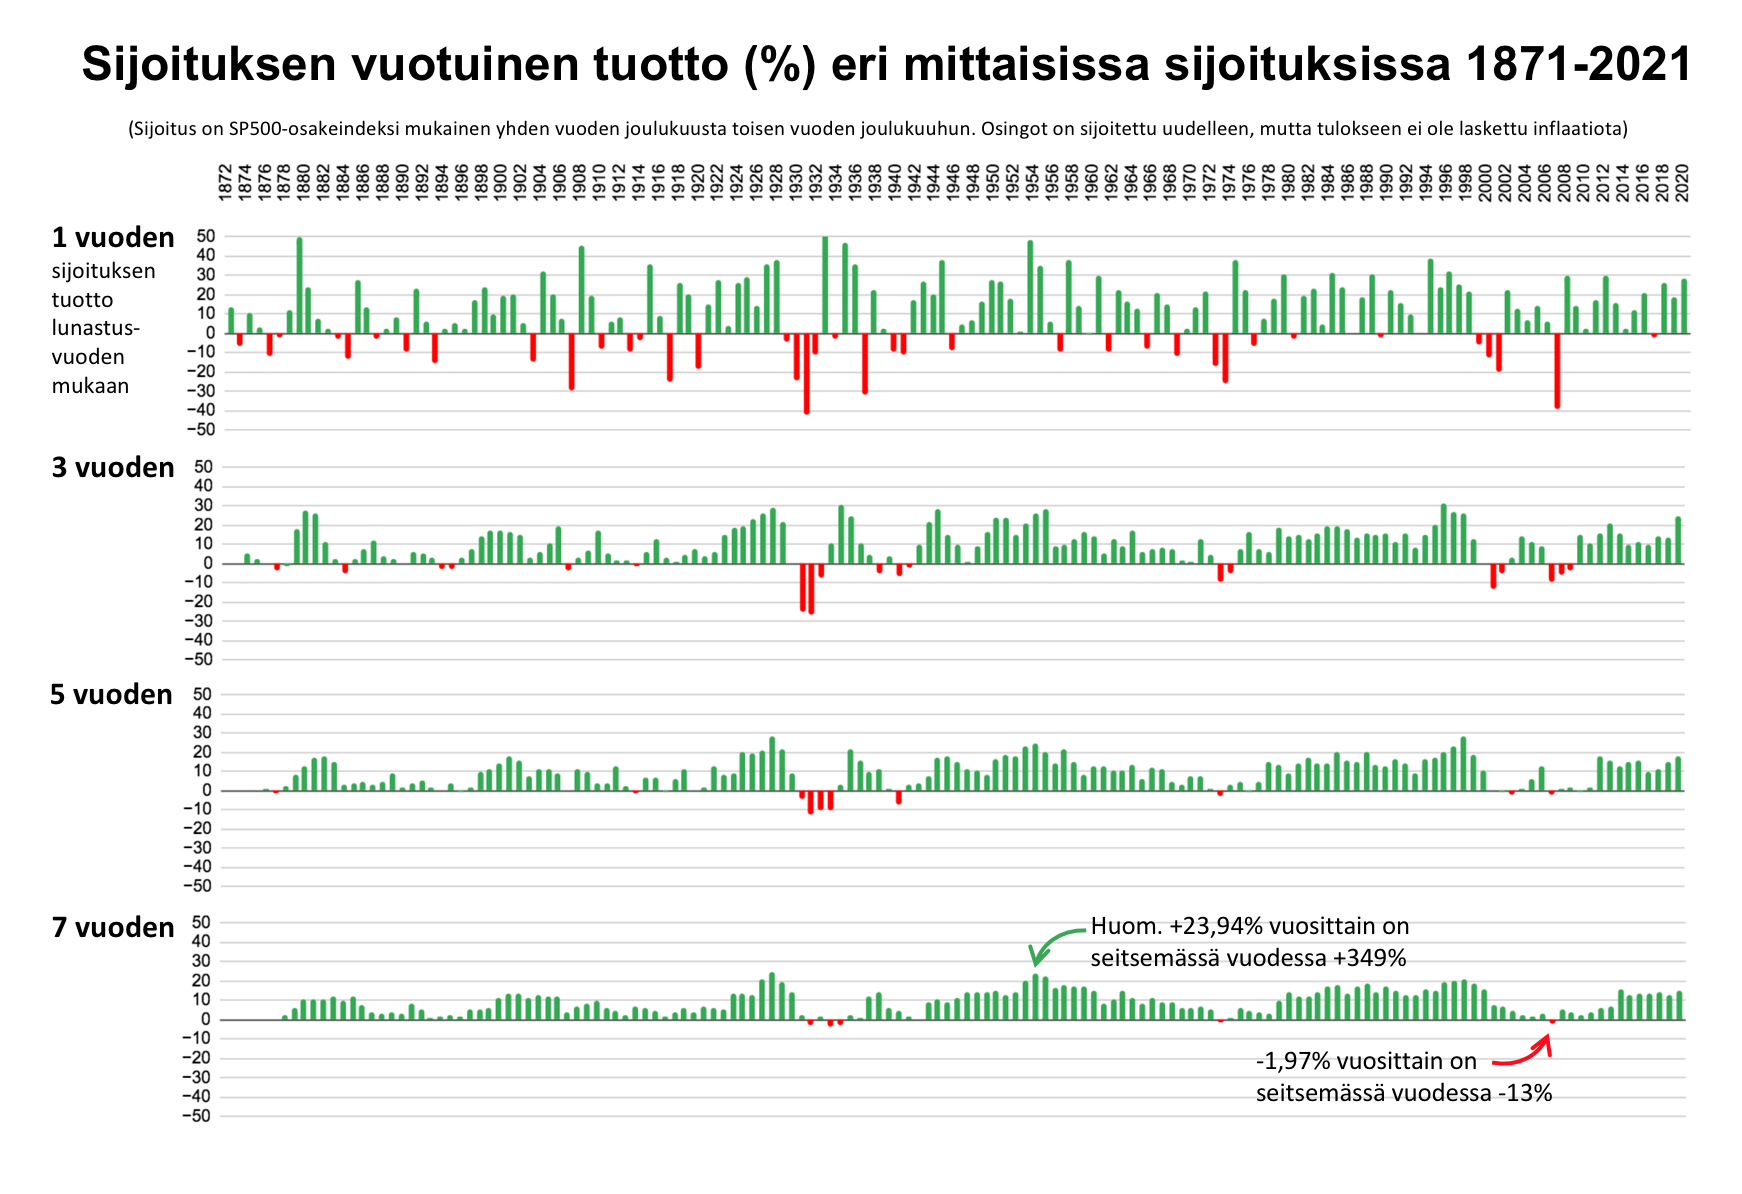 Sijoituksen vuotuinen tuotto (%) eri mittaisissa sijoituksissa 1871-2021
(Sijoitus on SP500-osakeindeksi mukainen yhden vuoden joulukuusta toisen vuoden joulukuuhun. Osingot on sijoitettu uudelleen, mutta tulokseen ei ole laskettu inflaatiota)
1872 1874 1876 1878 1880 1882 1884 1886 1888 1890 1892 1894 1896 1898 1900 1902 1904 1906 1908 1910 1912 1914 1916 1918 1920 1922 1924 1926 1928 1930 1932 1934 1936 1938 1940 1942 1944 1946 1948 1950 1952 1954 1956 1958 1960 1962 1964 1966 1968 1970 1972 1974 1976 1978 1980 1982 1984 1986 1988 1990 1992 1994 1996 1998 2000 2002 2004 2006 2008 2010 2012 2014 2016 2018 2020
1 vuoden
sijoituksen
tuotto
lunastus-
vuoden
mukaan
50
40
30
20
10
0
−10
−20
−30
−40
−50
3 vuoden
50
40
30
20
10
0
−10
−20
−30
−40
−50
5 vuoden
50
40
30
20
10
0
−10
−20
−30
−40
−50
7 vuoden
50
40
30
20
10
0
−10
−20
−30
−40
−50
Huom. +23,94% vuosittain on
seitsemässä vuodessa +349%
-1,97% vuosittain on
seitsemässä vuodessa -13%